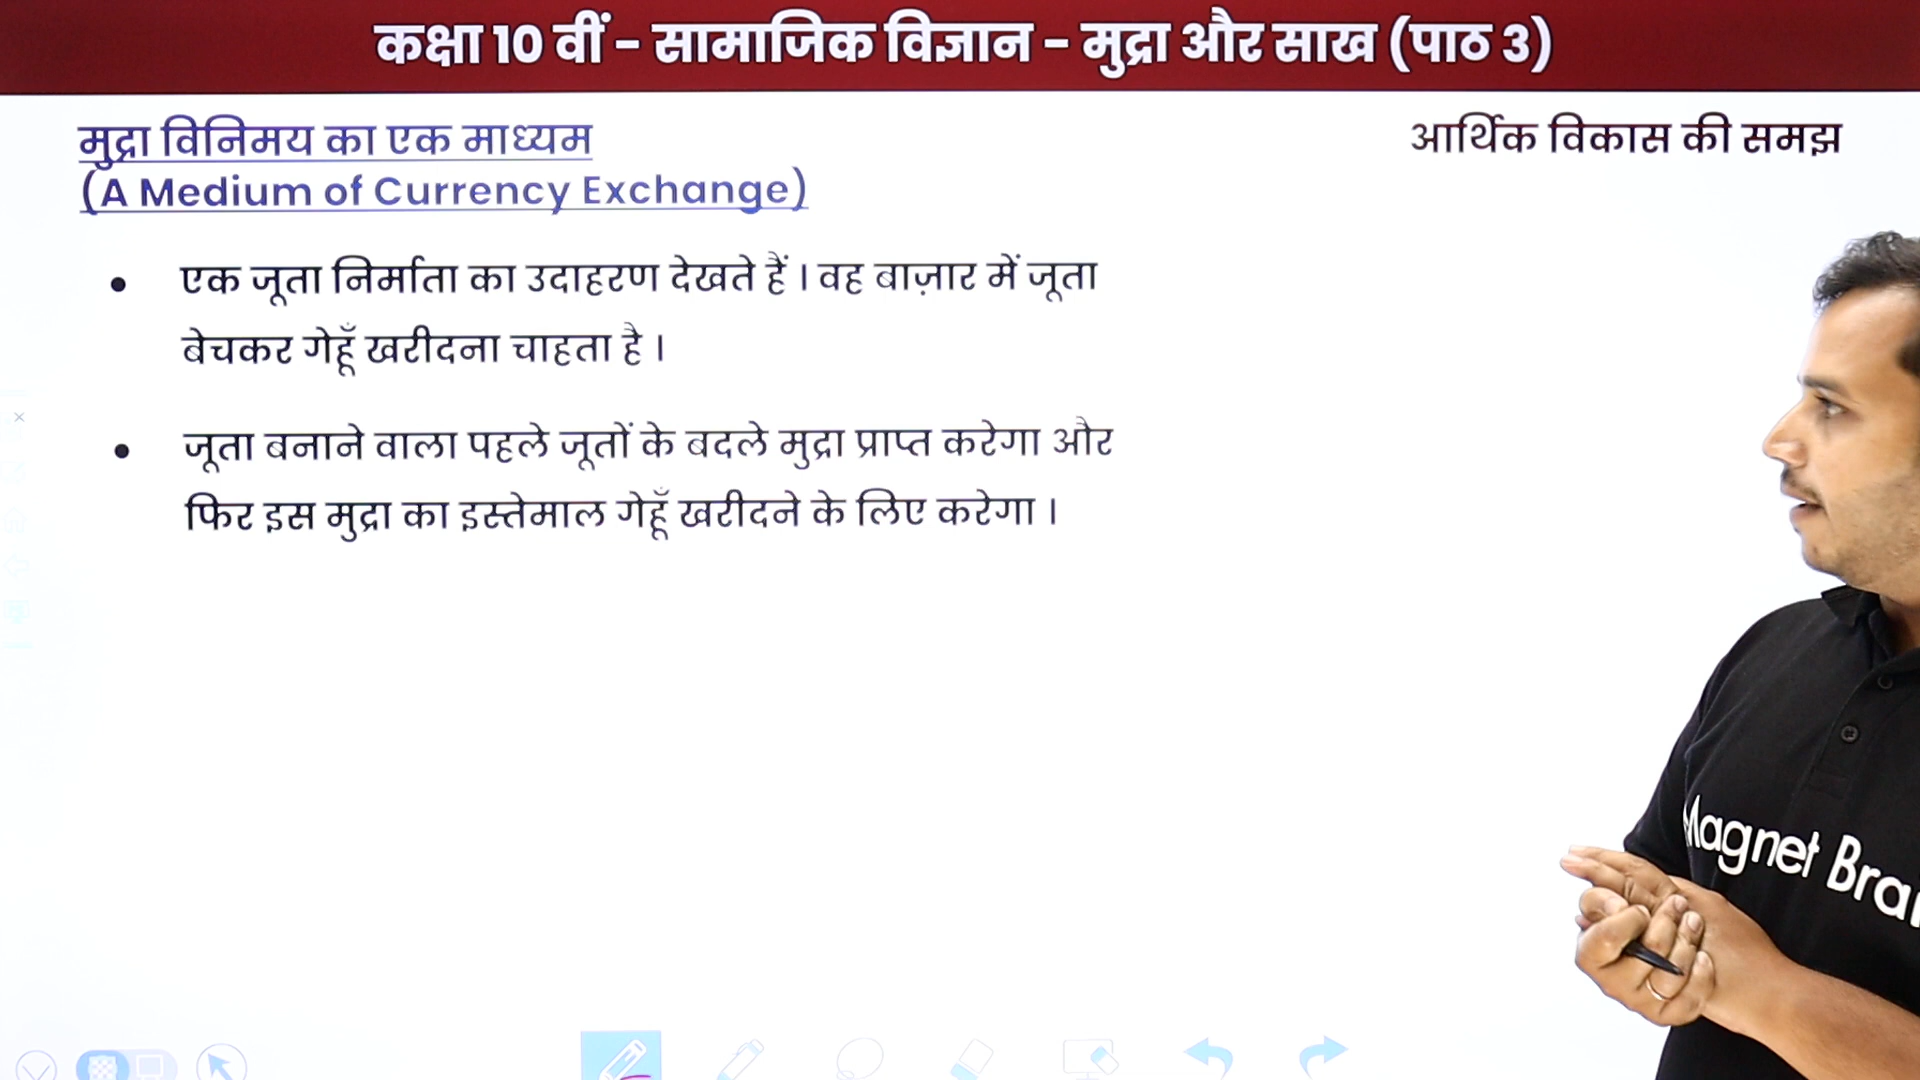 कक्षा 10 वीं – सामाजिक विज्ञान – मुद्रा और साख (पाठ 3)
मुद्रा विनिमय का एक माध्यम
(A Medium of Currency Exchange)
आर्थिक विकास की समझ
• एक जूता निर्माता का उदाहरण देखते हैं । वह बाज़ार में जूता
बेचकर गेहूँ खरीदना चाहता है ।
• जूता बनाने वाला पहले जूतों के बदले मुद्रा प्राप्त करेगा और
फिर इस मुद्रा का इस्तेमाल गेहूँ खरीदने के लिए करेगा ।
Magnet Brai